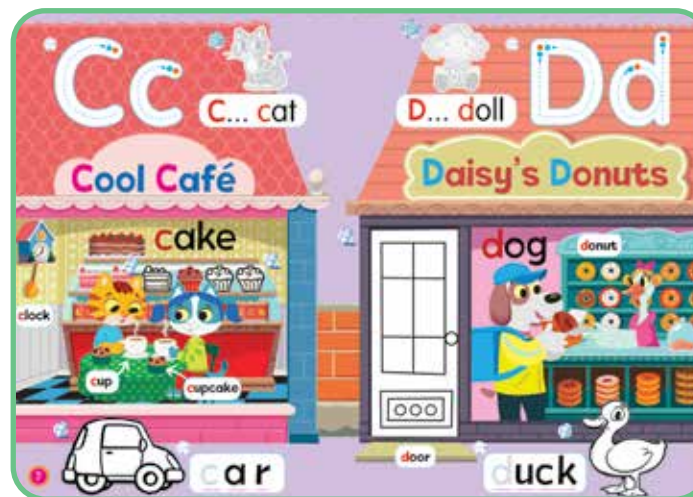 Cc
C... cat
Cool Café
cake
clock
cup
cupcake
car
Dd
D... doll
Daisy's Donuts
dog
donut
door
duck